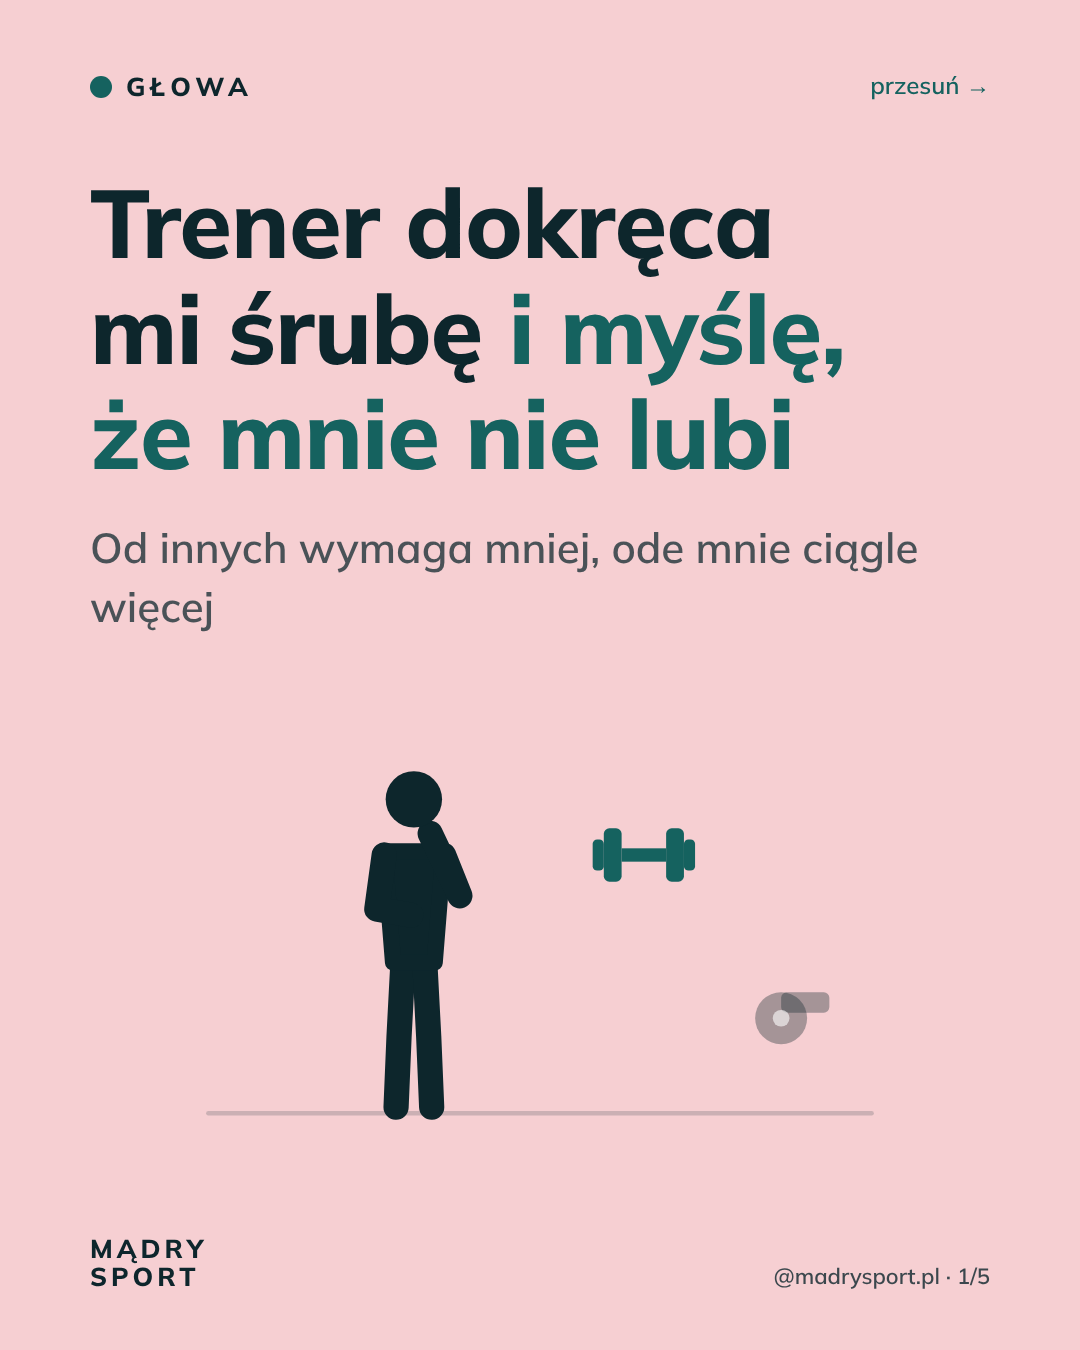 GŁOWA
przesuń →
Trener dokręca
mi śrubę i myślę,
że mnie nie lubi
Od innych wymaga mniej, ode mnie ciągle
więcej
MĄDRY
SPORT
@madrysport.pl · 1/5